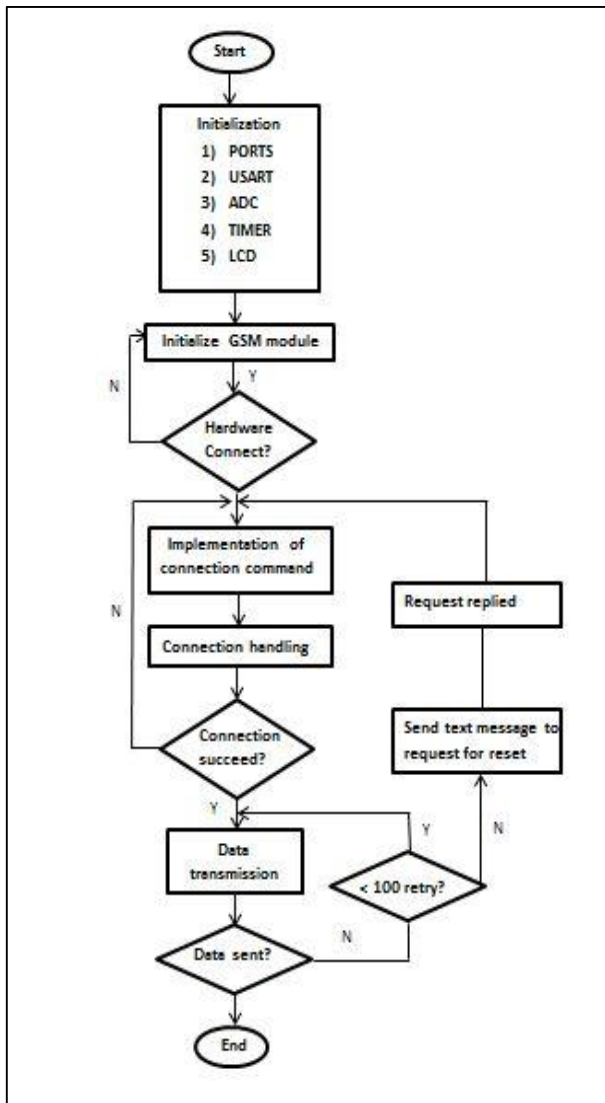 Start
Initialization
1) PORTS
2) USART
3) ADC
4) TIMER
5) LCD
Initialize GSM module
N
Y
Hardware
Connect?
Implementation of
connection command
N
Request replied
Connection handling
Send text message to
request for reset
Connection
succeed?
Y
Y
N
Data
transmission
< 100 retry?
N
Data sent?
End